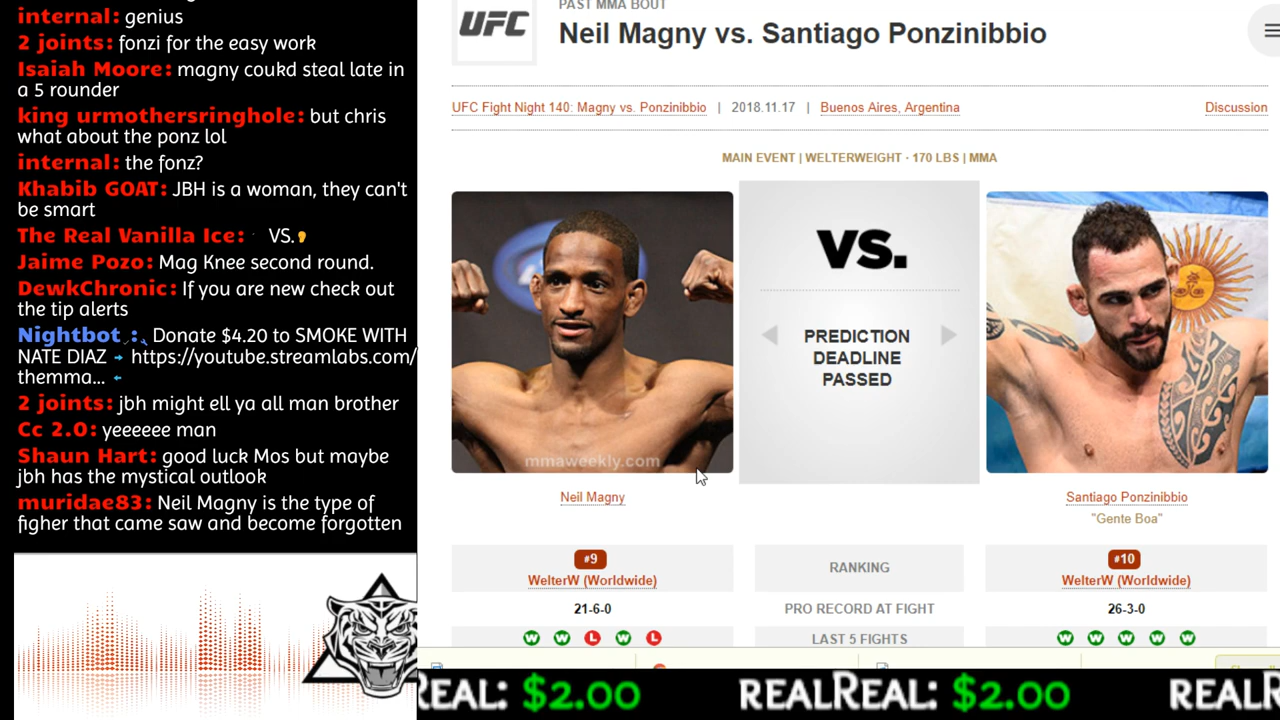 internal: genius
2 joints: fonzi for the easy work
Isaiah Moore: magny coukd steal late in
a 5 rounder
king urmothersringhole: but chris
what about the ponz lol
internal: the fonz?
Khabib GOAT: JBH is a woman, they can't
be smart
The Real Vanilla Ice: VS.
Jaime Pozo: Mag Knee second round.
DewkChronic: If you are new check out
the tip alerts
Nightbot : Donate $4.20 to SMOKE WITH
NATE DIAZ → https://youtube.streamlabs.com/
themma... ←
2 joints: jbh might ell ya all man brother
Cc 2.0: yeeeeee man
Shaun Hart: good luck Mos but maybe
jbh has the mystical outlook
muridae83: Neil Magny is the type of
figher that came saw and become forgotten
PAST MMA BOUT
UFC
Neil Magny vs. Santiago Ponzinibbio
UFC Fight Night 140: Magny vs. Ponzinibbio | 2018.11.17 | Buenos Aires, Argentina
Discussion
MAIN EVENT | WELTERWEIGHT · 170 LBS | MMA
VS.
PREDICTION
DEADLINE
PASSED
mmaweekly.com
Neil Magny
Santiago Ponzinibbio
"Gente Boa"
#9
WelterW (Worldwide)
RANKING
#10
WelterW (Worldwide)
21-6-0
PRO RECORD AT FIGHT
26-3-0
W W L W L
LAST 5 FIGHTS
W W W W W
REAL: $2.00 REALREAL: $2.00 REALR